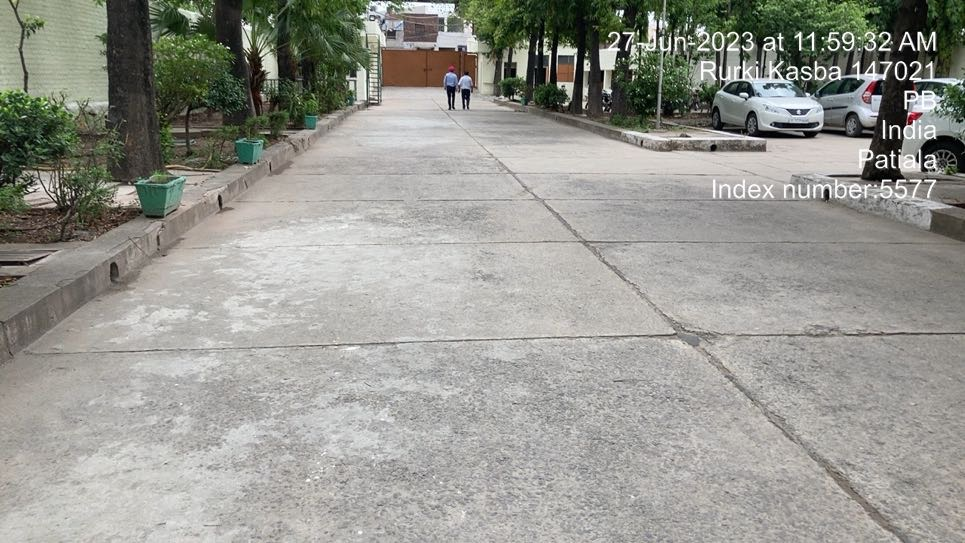 27-Jun-2023 at 11:59:32 AM
Rurki Kasba 147021
PB
India
Patiala
Index number:5577